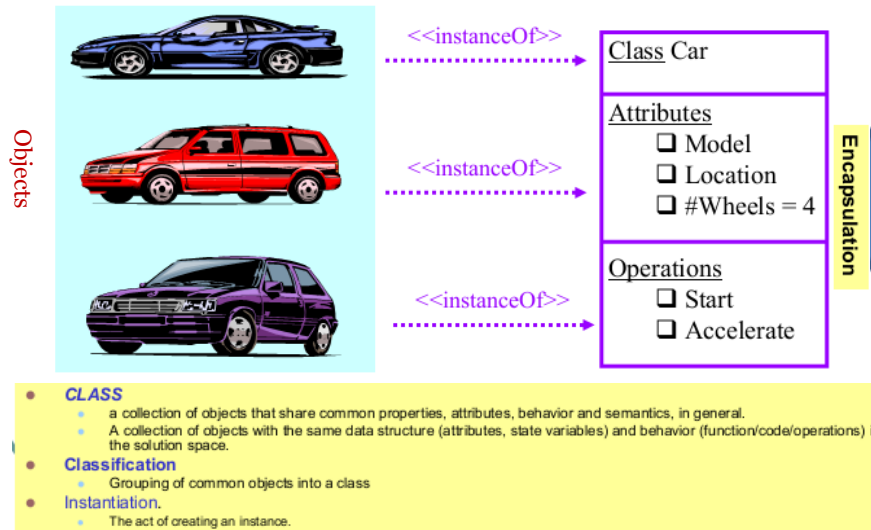 Objects
<<instanceOf>>
<<instanceOf>>
<<instanceOf>>
Class Car
Attributes
❑ Model
❑ Location
❑ #Wheels = 4
Operations
❑ Start
❑ Accelerate
Encapsulation
• CLASS
• a collection of objects that share common properties, attributes, behavior and semantics, in general.
• A collection of objects with the same data structure (attributes, state variables) and behavior (function/code/operations)
the solution space.
• Classification
• Grouping of common objects into a class
• Instantiation.
• The act of creating an instance.